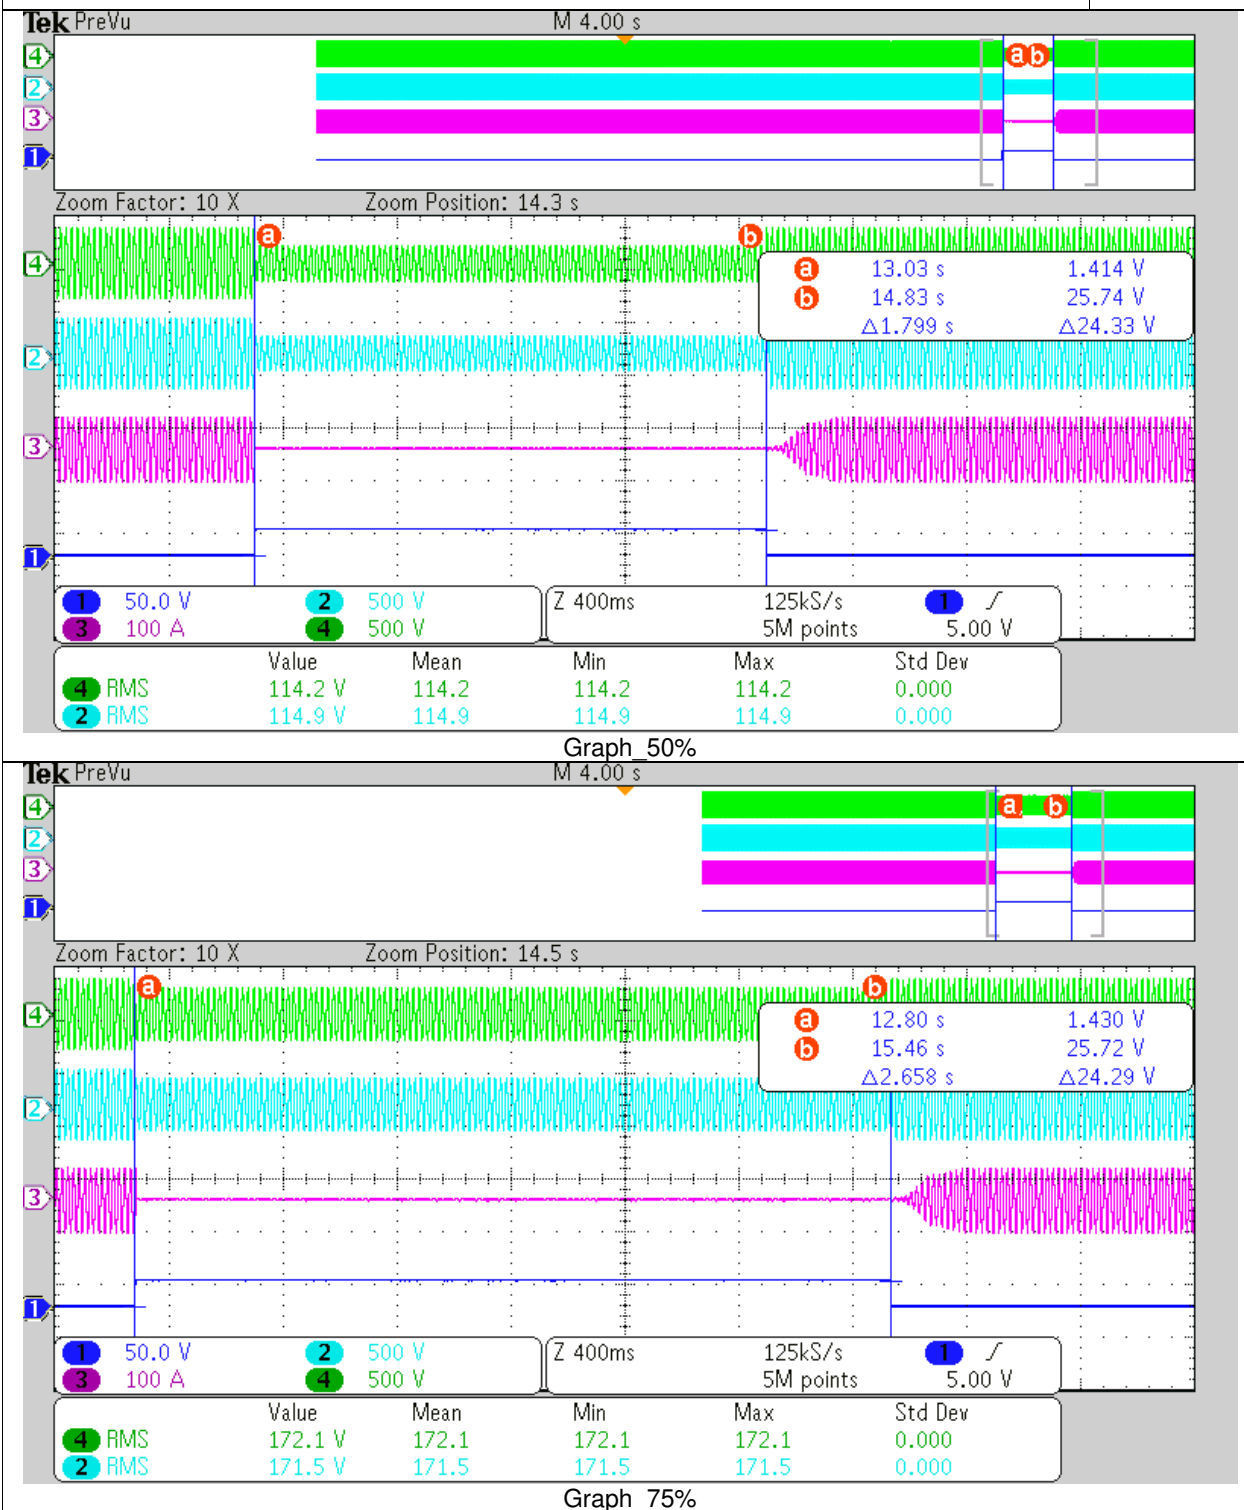 Tek PreVu M 4.00 s
4
a b
2
3
1
Zoom Factor: 10 X Zoom Position: 14.3 s
a b
4
a 13.03 s 1.414 V
b 14.83 s 25.74 V
△1.799 s △24.33 V
2
3
1
1 50.0 V 2 500 V Z 400ms 125kS/s 1
3 100 A 4 500 V 5M points 5.00 V
Value Mean Min Max Std Dev
4 RMS 114.2 V 114.2 114.2 114.2 0.000
2 RMS 114.9 V 114.9 114.9 114.9 0.000
Graph_50%
Tek PreVu M 4.00 s
4
a b
2
3
1
Zoom Factor: 10 X Zoom Position: 14.5 s
a b
4
a 12.80 s 1.430 V
b 15.46 s 25.72 V
△2.658 s △24.29 V
2
3
1
1 50.0 V 2 500 V Z 400ms 125kS/s 1
3 100 A 4 500 V 5M points 5.00 V
Value Mean Min Max Std Dev
4 RMS 172.1 V 172.1 172.1 172.1 0.000
2 RMS 171.5 V 171.5 171.5 171.5 0.000
Graph_75%